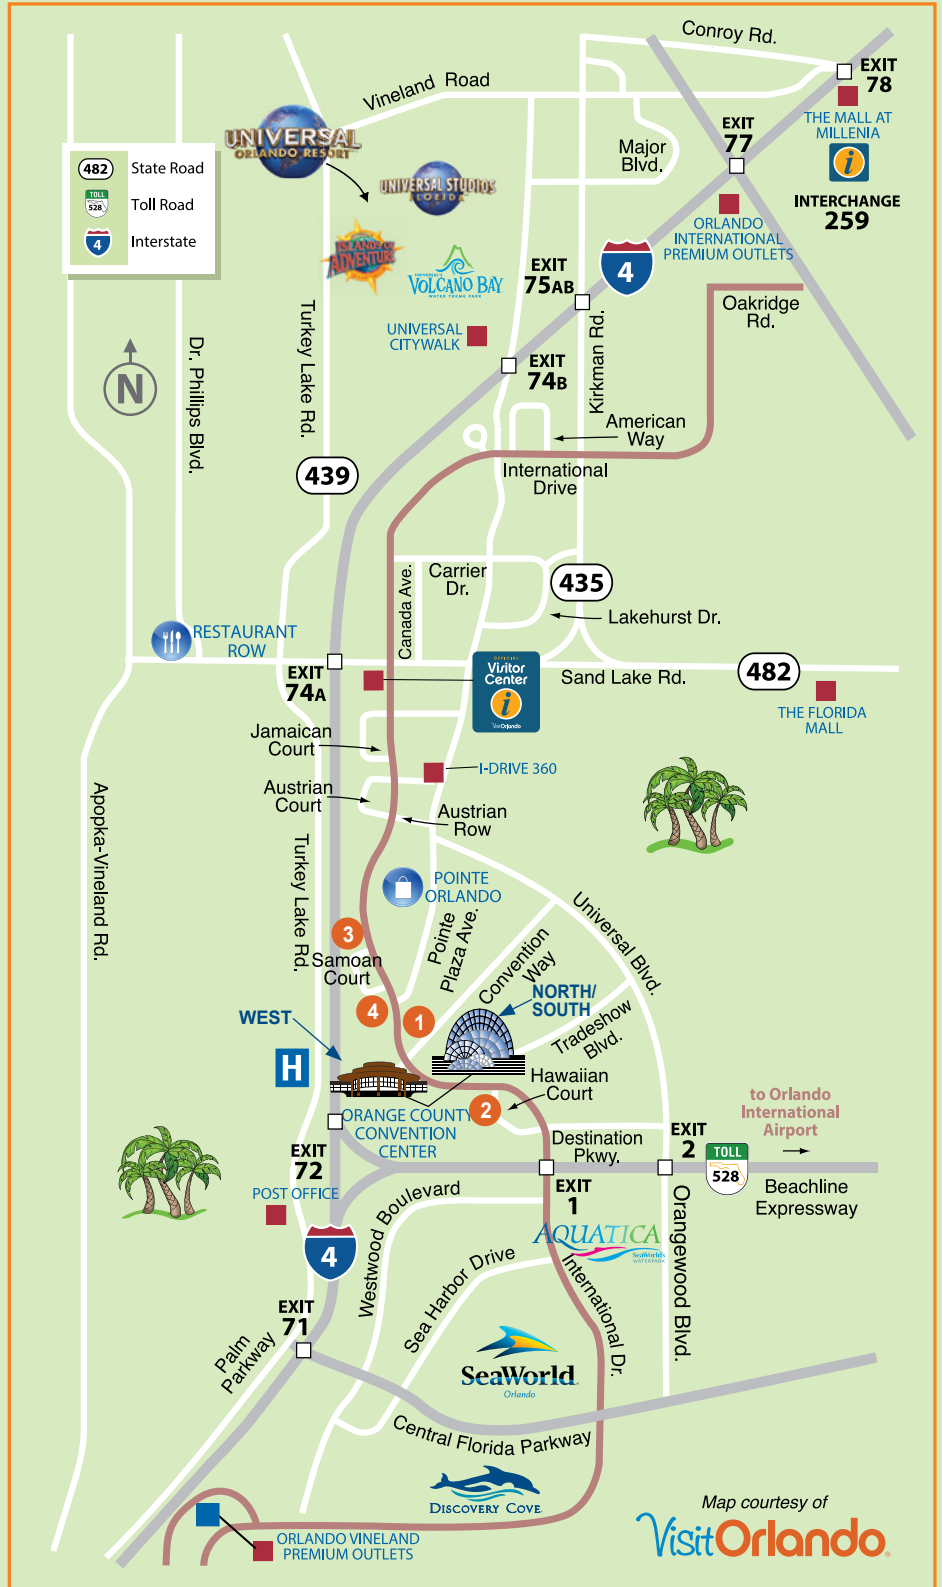 Conroy Rd.
EXIT
78
Vineland Road
THE MALL AT
MILLENIA
i
INTERCHANGE
259
EXIT
77
Major
Blvd.
UNIVERSAL
ORLANDO RESORT
UNIVERSAL STUDIOS
FLORIDA
482
State Road
TOLL
528
Toll Road
4
Interstate
ORLANDO
INTERNATIONAL
PREMIUM OUTLETS
ISLANDS OF
ADVENTURE
UNIVERSAL'S
VOLCANO BAY
WATER THEME PARK
EXIT
75AB
4
Oakridge
Rd.
UNIVERSAL
CITYWALK
Turkey Lake Rd.
Dr. Phillips Blvd.
N
EXIT
74B
Kirkman Rd.
American
Way
International
Drive
439
Canada Ave.
Carrier
Dr.
435
Lakehurst Dr.
RESTAURANT
ROW
EXIT
74A
Visitor
Center
i
VisitOrlando
Sand Lake Rd.
482
THE FLORIDA
MALL
Jamaican
Court
I-DRIVE 360
Austrian
Court
Austrian
Row
Apopka-Vineland Rd.
Turkey Lake Rd.
POINTE
ORLANDO
Pointe
Plaza Ave.
Universal Blvd.
3
Samoan
Court
Convention
Way
NORTH/
SOUTH
4
1
WEST
Tradeshow
Blvd.
H
Hawaiian
Court
2
ORANGE COUNTY
CONVENTION
CENTER
to Orlando
International
Airport
EXIT
2
TOLL
528
Destination
Pkwy.
EXIT
72
EXIT
1
Beachline
Expressway
POST OFFICE
Westwood Boulevard
AQUATICA
SeaWorld's
WATERPARK
4
Sea Harbor Drive
International Dr.
Orangewood Blvd.
EXIT
71
Palm
Parkway
SeaWorld
Orlando
Central Florida Parkway
DISCOVERY COVE
ORLANDO VINELAND
PREMIUM OUTLETS
Map courtesy of
VisitOrlando